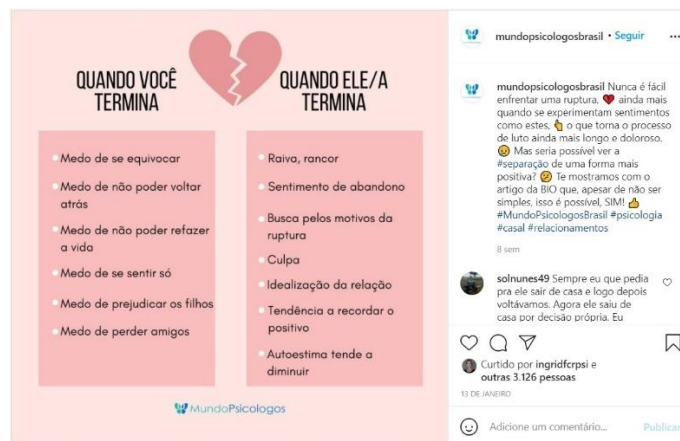 QUANDO VOCÊ
TERMINA
Medo de se equivocar
Medo de não poder voltar
atrás
Medo de não poder refazer
a vida
Medo de se sentir só
Medo de prejudicar os filhos
Medo de perder amigos
QUANDO ELE/A
TERMINA
Raiva, rancor
Sentimento de abandono
Busca pelos motivos da
ruptura
Culpa
Idealização da relação
Tendência a recordar o
positivo
Autoestima tende a
diminuir
MundoPsicologos
mundopsicologosbrasil • Seguir ...
mundopsicologosbrasil Nunca é fácil
enfrentar uma ruptura, 💔 ainda mais
quando se experimentam sentimentos
como estes, 👆 o que torna o processo
de luto ainda mais longo e doloroso.
😥 Mas seria possível ver a
#separação de uma forma mais
positiva? 😕 Te mostramos com o
artigo da BIO que, apesar de não ser
simples, isso é possível, SIM! 👍
#MundoPsicologosBrasil #psicologia
#casal #relacionamentos
8 sem
solnunes49 Sempre eu que pedia
pra ele sair de casa e logo depois
voltávamos. Agora ele saiu de
casa por decisão própria. Eu
Curtido por ingridfcrpsi e
outras 3.126 pessoas
13 DE JANEIRO
Adicione um comentário... Publicar